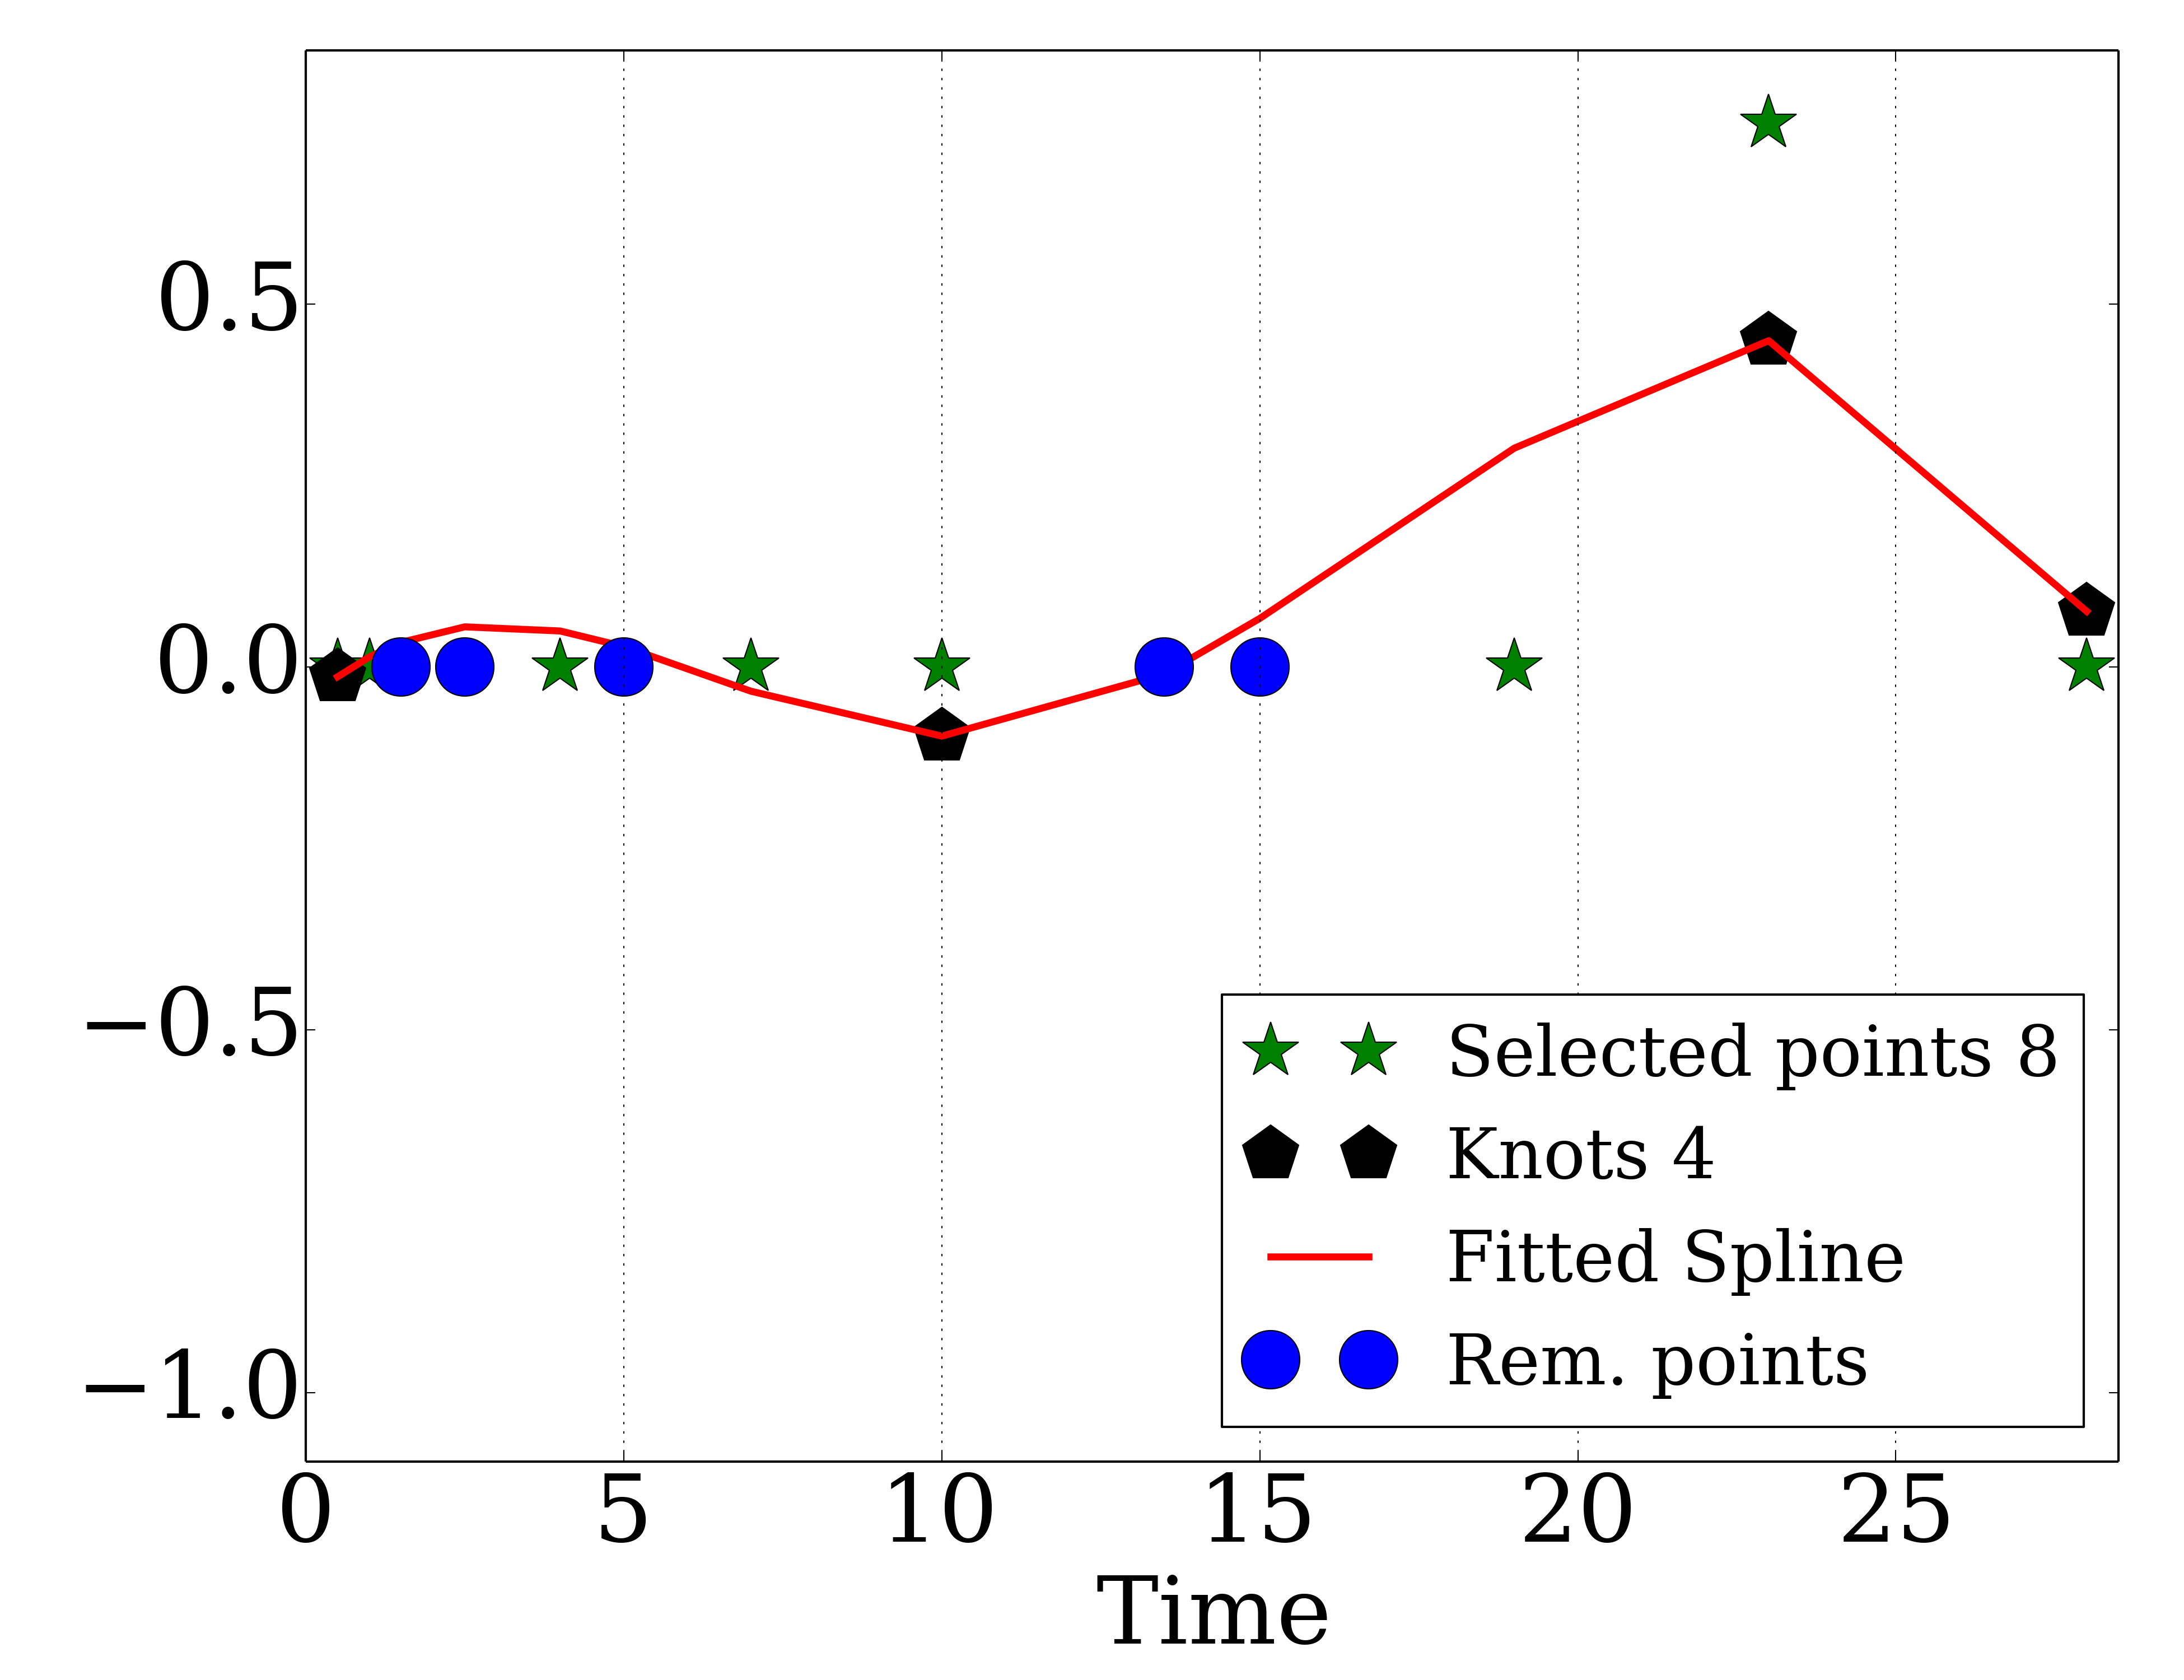 0.5
0.0
−0.5
−1.0
Selected points 8
Knots 4
Fitted Spline
Rem. points
0 5 10 15 20 25
Time